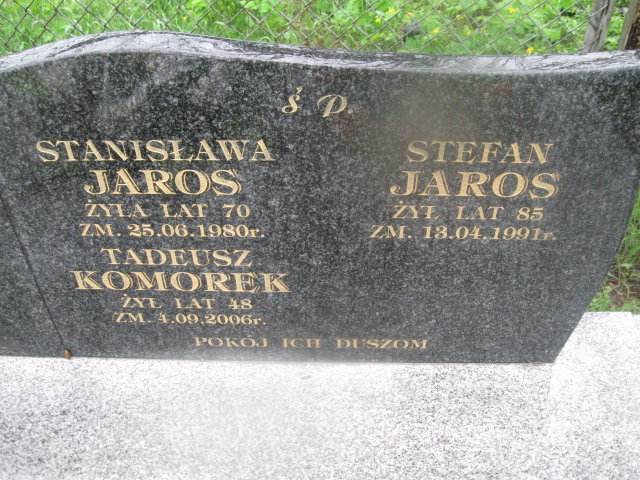 Ś P.
STANISŁAWA
JAROS
ŻYŁA LAT 70
ZM. 25.06.1980r.
TADEUSZ
KOMOREK
ŻYŁ LAT 48
ZM. 4.09.2006r.
STEFAN
JAROS
ŻYŁ LAT 85
ZM. 13.04.1991r.
POKÓJ ICH DUSZOM